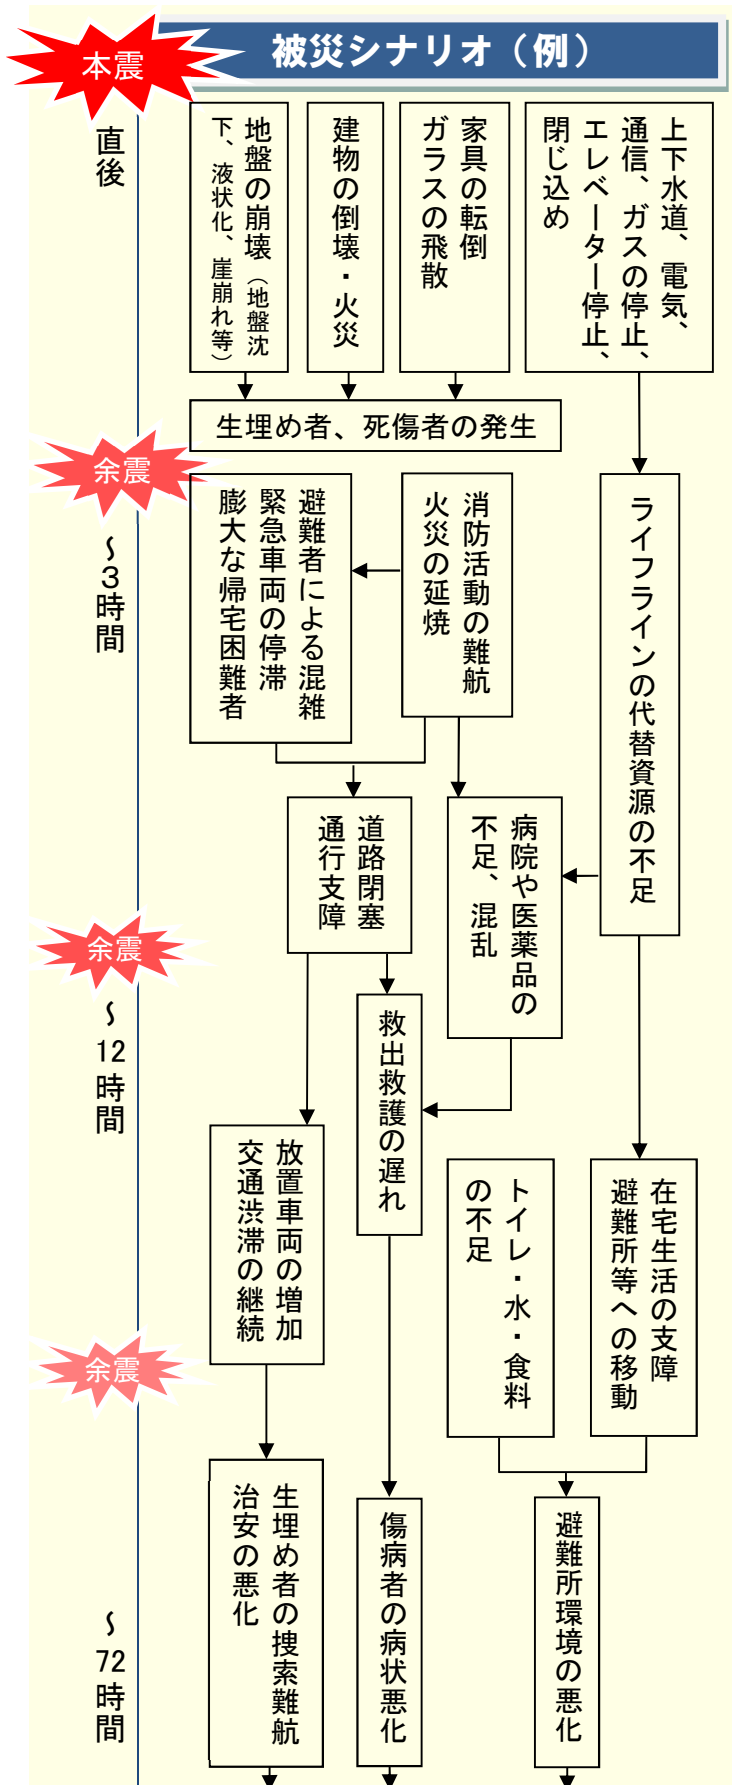 本震
被災シナリオ（例）
直後
地盤の崩壊（地盤沈
下、液状化、崖崩れ等）
建物の倒壊・火災
家具の転倒
ガラスの飛散
上下水道、電気、
通信、ガスの停止、
エレベーター停止、
閉じ込め
生埋め者、死傷者の発生
余震
～3時間
避難者による混雑
緊急車両の停滞
膨大な帰宅困難者
消防活動の難航
火災の延焼
ライフラインの代替資源の不足
道路閉塞
通行支障
病院や医薬品の
不足、混乱
余震
～12時間
救出救護の遅れ
放置車両の増加
交通渋滞の継続
トイレ・水・食料
の不足
在宅生活の支障
避難所等への移動
余震
～72時間
生埋め者の捜索難航
治安の悪化
傷病者の病状悪化
避難所環境の悪化